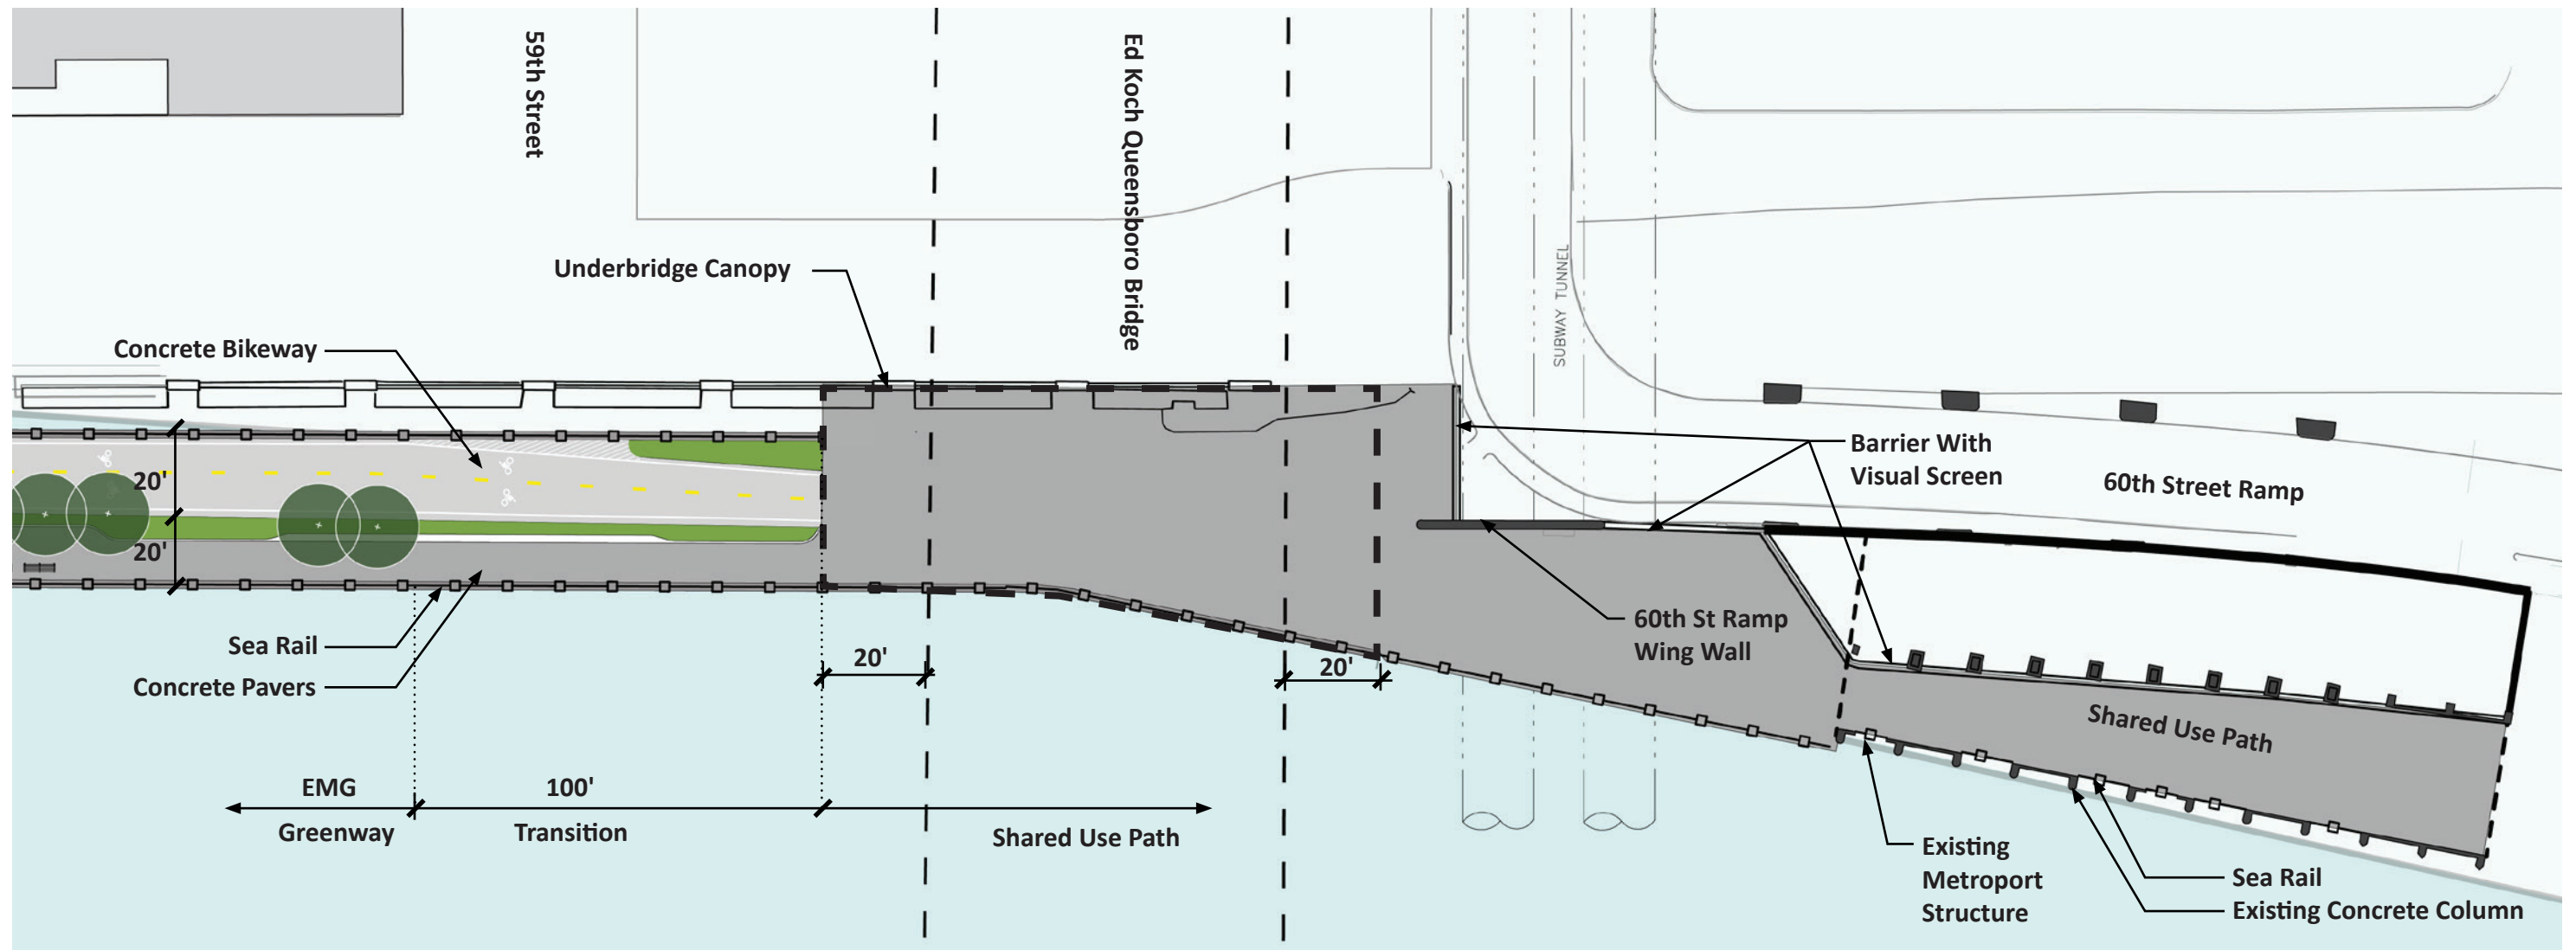 59th Street
Ed Koch Queensboro Bridge
SUBWAY TUNNEL
Underbridge Canopy
Concrete Bikeway
Barrier With
Visual Screen
60th Street Ramp
20'
20'
60th St Ramp
Wing Wall
Sea Rail
Concrete Pavers
20'
20'
Shared Use Path
EMG
Greenway
100'
Transition
Shared Use Path
Existing
Metroport
Structure
Sea Rail
Existing Concrete Column